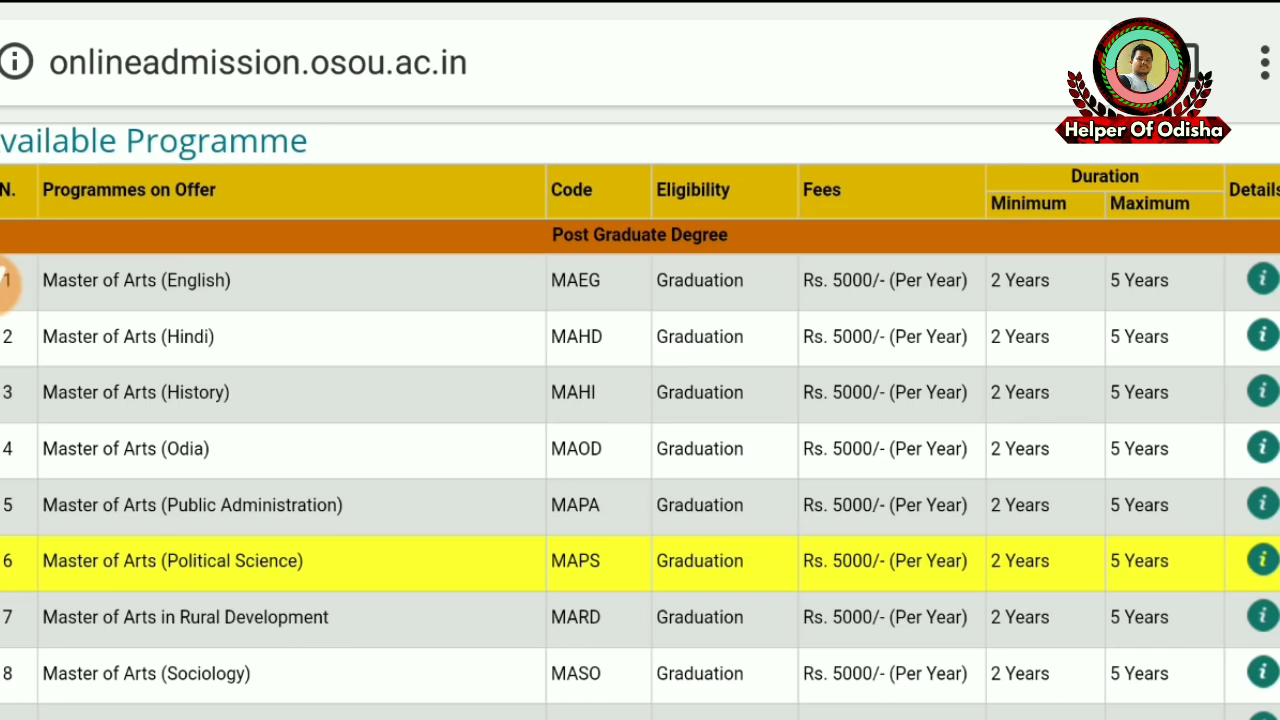 onlineadmission.osou.ac.in
Helper Of Odisha
vailable Programme
N. Programmes on Offer Code Eligibility Fees Duration Minimum Maximum Details
Post Graduate Degree
1 Master of Arts (English) MAEG Graduation Rs. 5000/- (Per Year) 2 Years 5 Years
2 Master of Arts (Hindi) MAHD Graduation Rs. 5000/- (Per Year) 2 Years 5 Years
3 Master of Arts (History) MAHI Graduation Rs. 5000/- (Per Year) 2 Years 5 Years
4 Master of Arts (Odia) MAOD Graduation Rs. 5000/- (Per Year) 2 Years 5 Years
5 Master of Arts (Public Administration) MAPA Graduation Rs. 5000/- (Per Year) 2 Years 5 Years
6 Master of Arts (Political Science) MAPS Graduation Rs. 5000/- (Per Year) 2 Years 5 Years
7 Master of Arts in Rural Development MARD Graduation Rs. 5000/- (Per Year) 2 Years 5 Years
8 Master of Arts (Sociology) MASO Graduation Rs. 5000/- (Per Year) 2 Years 5 Years